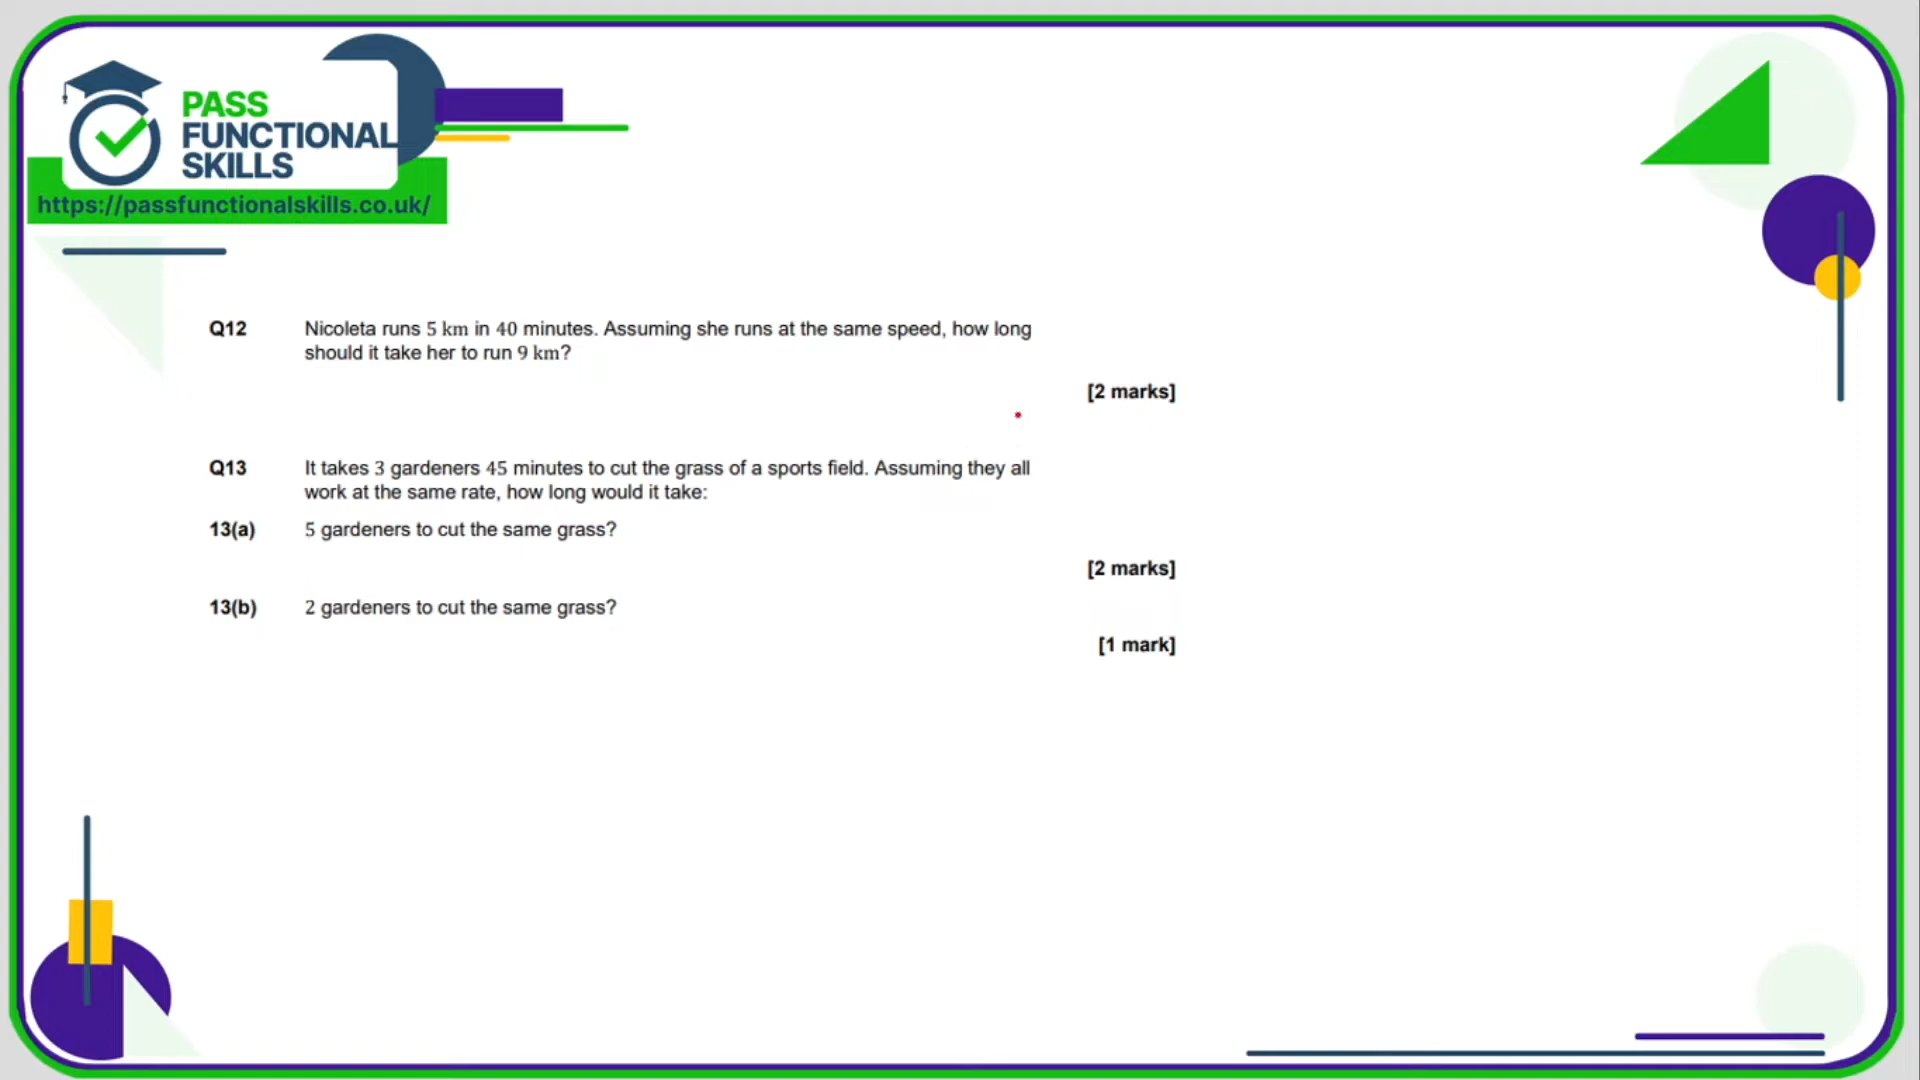 PASS
FUNCTIONAL
SKILLS
https://passfunctionalskills.co.uk/
Q12 Nicoleta runs 5 km in 40 minutes. Assuming she runs at the same speed, how long
should it take her to run 9 km?
[2 marks]
Q13 It takes 3 gardeners 45 minutes to cut the grass of a sports field. Assuming they all
work at the same rate, how long would it take:
13(a) 5 gardeners to cut the same grass?
[2 marks]
13(b) 2 gardeners to cut the same grass?
[1 mark]